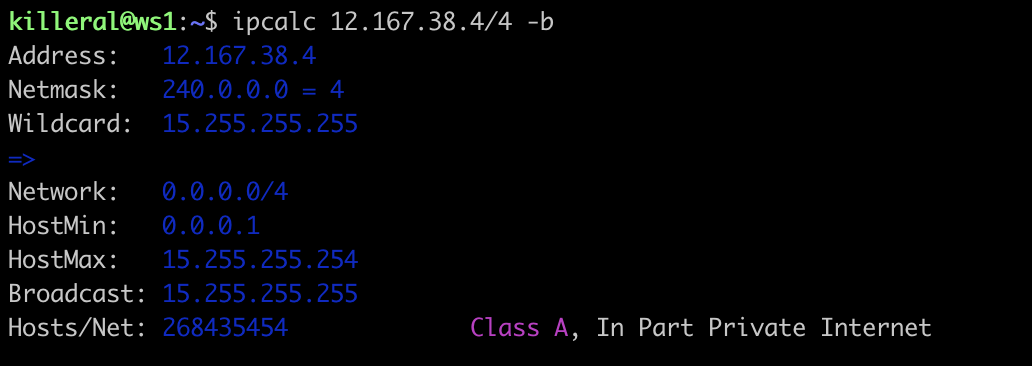 killeral@ws1:~$ ipcalc 12.167.38.4/4 -b
Address:   12.167.38.4
Netmask:   240.0.0.0 = 4
Wildcard:  15.255.255.255
=>
Network:   0.0.0.0/4
HostMin:   0.0.0.1
HostMax:   15.255.255.254
Broadcast: 15.255.255.255
Hosts/Net: 268435454             Class A, In Part Private Internet